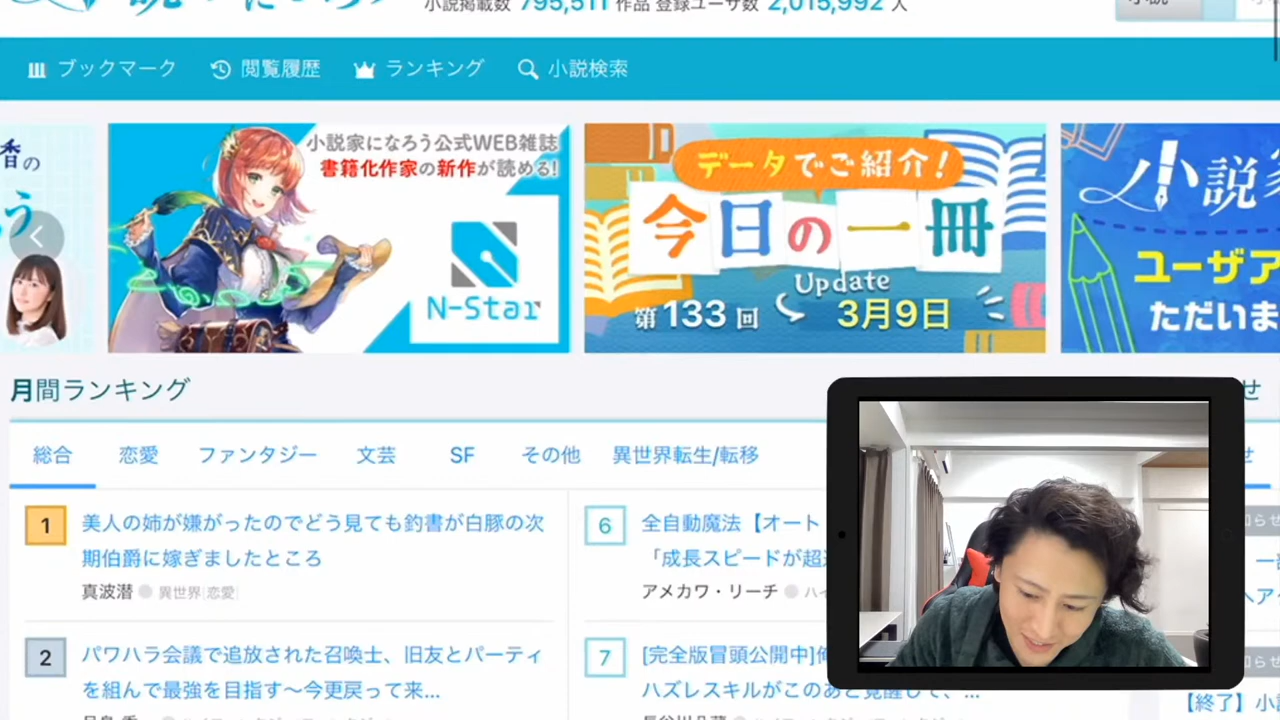 小説掲載数 795,511 作品 登録ユーザ数 2,015,992 人
ブックマーク
閲覧履歴
ランキング
小説検索
香の
う
小説家になろう公式WEB雑誌
書籍化作家の新作が読める!
N-Star
データでご紹介!
今日の一冊
Update
第133回
3月9日
小説家
ユーザア
ただいま
月間ランキング
総合
恋愛
ファンタジー
文芸
SF
その他
異世界転生/転移
1
美人の姉が嫌がったのでどう見ても釣書が白豚の次
期伯爵に嫁ぎましたところ
真波潜
異世界〔恋愛〕
2
パワハラ会議で追放された召喚士、旧友とパーティ
を組んで最強を目指す〜今更戻って来...
6
全自動魔法【オート
「成長スピードが超
アメカワ・リーチ
ハイ
7
[完全版冒頭公開中]
ハズレスキルがこのあと覚醒して、...
せ
せ
【終了】小